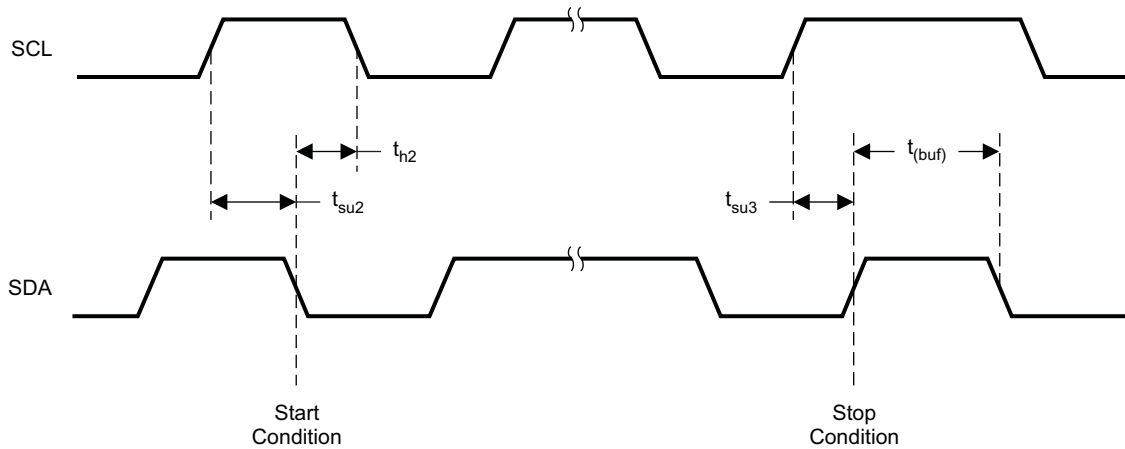 SCL
t_h2
t_(buf)
t_su2
t_su3
SDA
Start
Condition
Stop
Condition